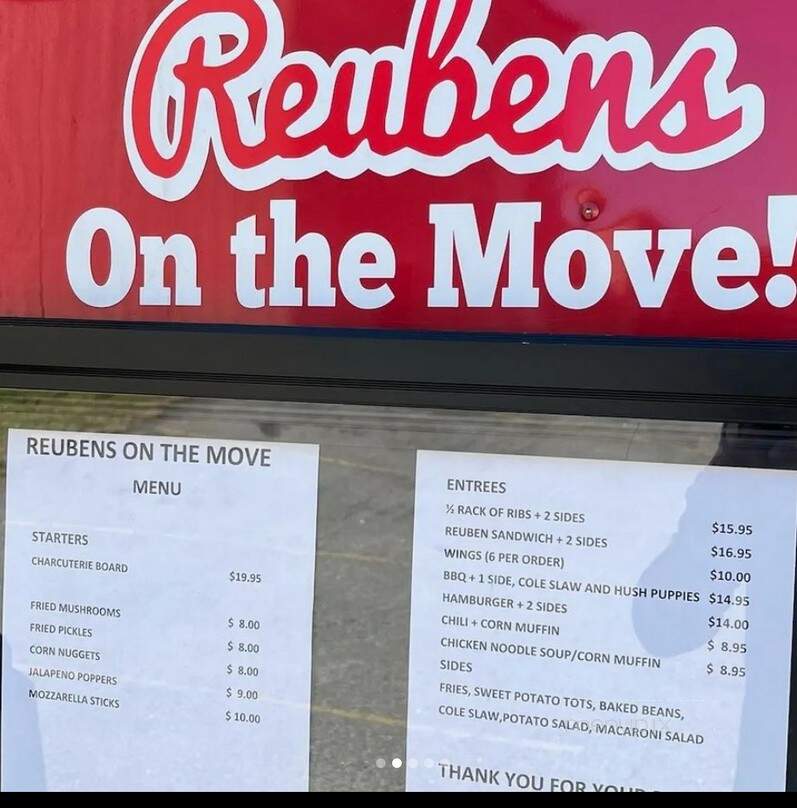 Reubens
On the Move!
REUBENS ON THE MOVE
MENU
STARTERS
CHARCUTERIE BOARD
$19.95
FRIED MUSHROOMS $ 8.00
FRIED PICKLES $ 8.00
CORN NUGGETS $ 8.00
JALAPENO POPPERS $ 9.00
MOZZARELLA STICKS $ 10.00
ENTREES
½ RACK OF RIBS + 2 SIDES $15.95
REUBEN SANDWICH + 2 SIDES $16.95
WINGS (6 PER ORDER) $10.00
BBQ + 1 SIDE, COLE SLAW AND HUSH PUPPIES $14.95
HAMBURGER + 2 SIDES $14.00
CHILI + CORN MUFFIN $ 8.95
CHICKEN NOODLE SOUP/CORN MUFFIN $ 8.95
SIDES
FRIES, SWEET POTATO TOTS, BAKED BEANS,
COLE SLAW,POTATO SALAD, MACARONI SALAD
THANK YOU FOR YOUR